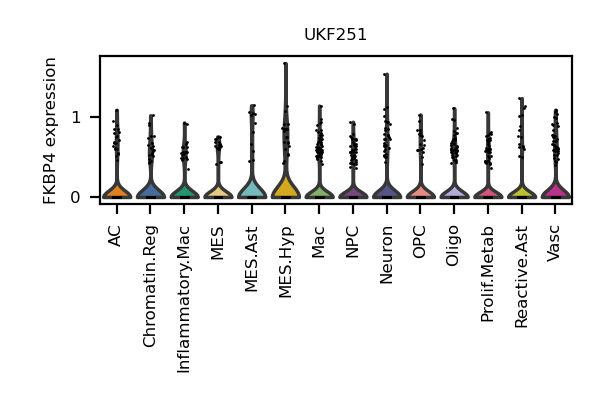 UKF251
FKBP4 expression
1
0
AC
Chromatin.Reg
Inflammatory.Mac
MES
MES.Ast
MES.Hyp
Mac
NPC
Neuron
OPC
Oligo
Prolif.Metab
Reactive.Ast
Vasc